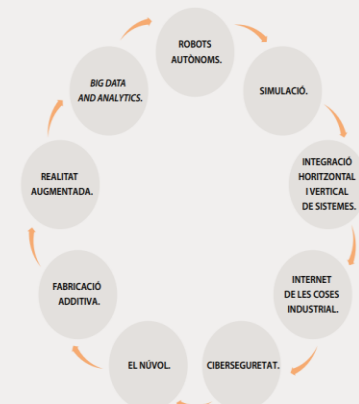 ROBOTS
AUTÒNOMS.
SIMULACIÓ.
INTEGRACIÓ
HORITZONTAL
I VERTICAL
DE SISTEMES.
INTERNET
DE LES COSES
INDUSTRIAL.
CIBERSEGURETAT.
EL NÚVOL.
FABRICACIÓ
ADDITIVA.
REALITAT
AUGMENTADA.
BIG DATA
AND ANALYTICS.